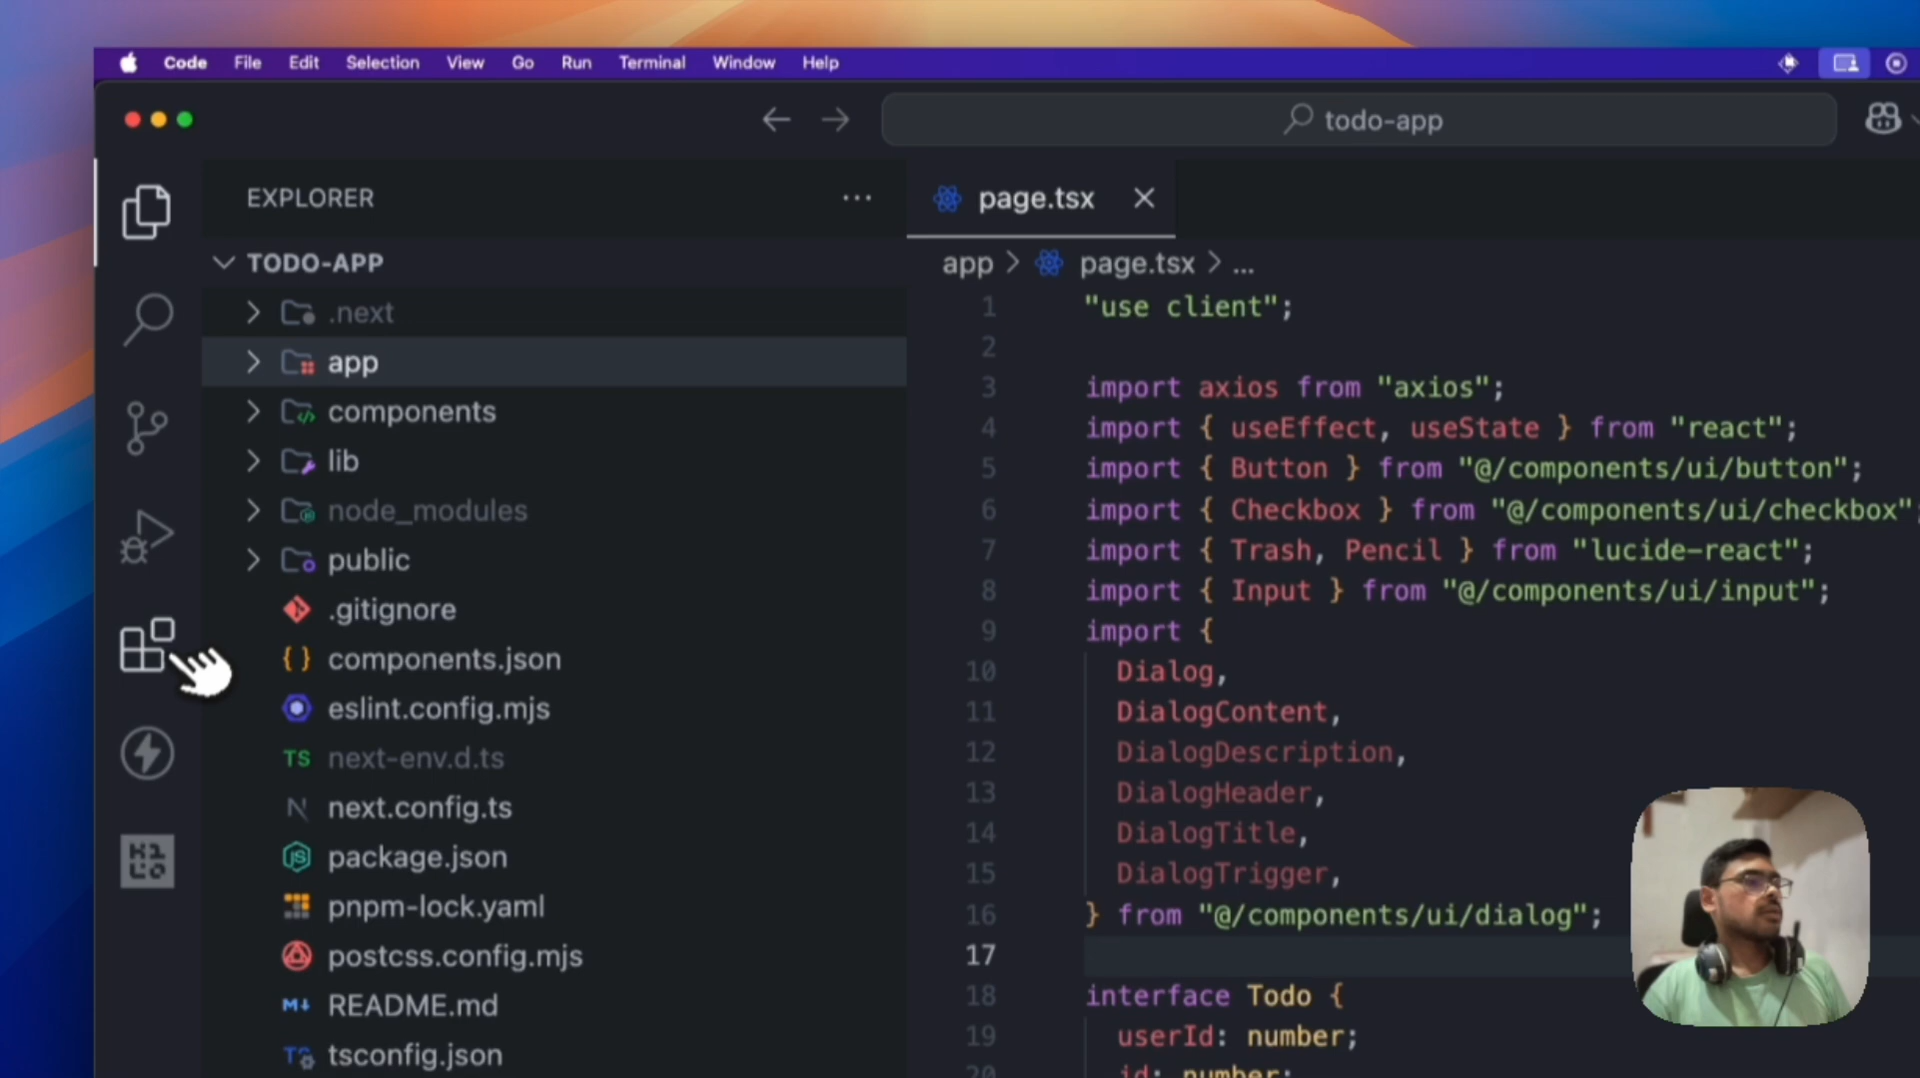 Code File Edit Selection View Go Run Terminal Window Help
todo-app
EXPLORER
TODO-APP
.next
app
components
lib
node_modules
public
.gitignore
components.json
eslint.config.mjs
TS next-env.d.ts
next.config.ts
package.json
pnpm-lock.yaml
postcss.config.mjs
README.md
tsconfig.json
page.tsx
app > page.tsx > ...
1 "use client";
2
3 import axios from "axios";
4 import { useEffect, useState } from "react";
5 import { Button } from "@/components/ui/button";
6 import { Checkbox } from "@/components/ui/checkbox";
7 import { Trash, Pencil } from "lucide-react";
8 import { Input } from "@/components/ui/input";
9 import {
10 Dialog,
11 DialogContent,
12 DialogDescription,
13 DialogHeader,
14 DialogTitle,
15 DialogTrigger,
16 } from "@/components/ui/dialog";
17
18 interface Todo {
19 userId: number;
20 id: number;